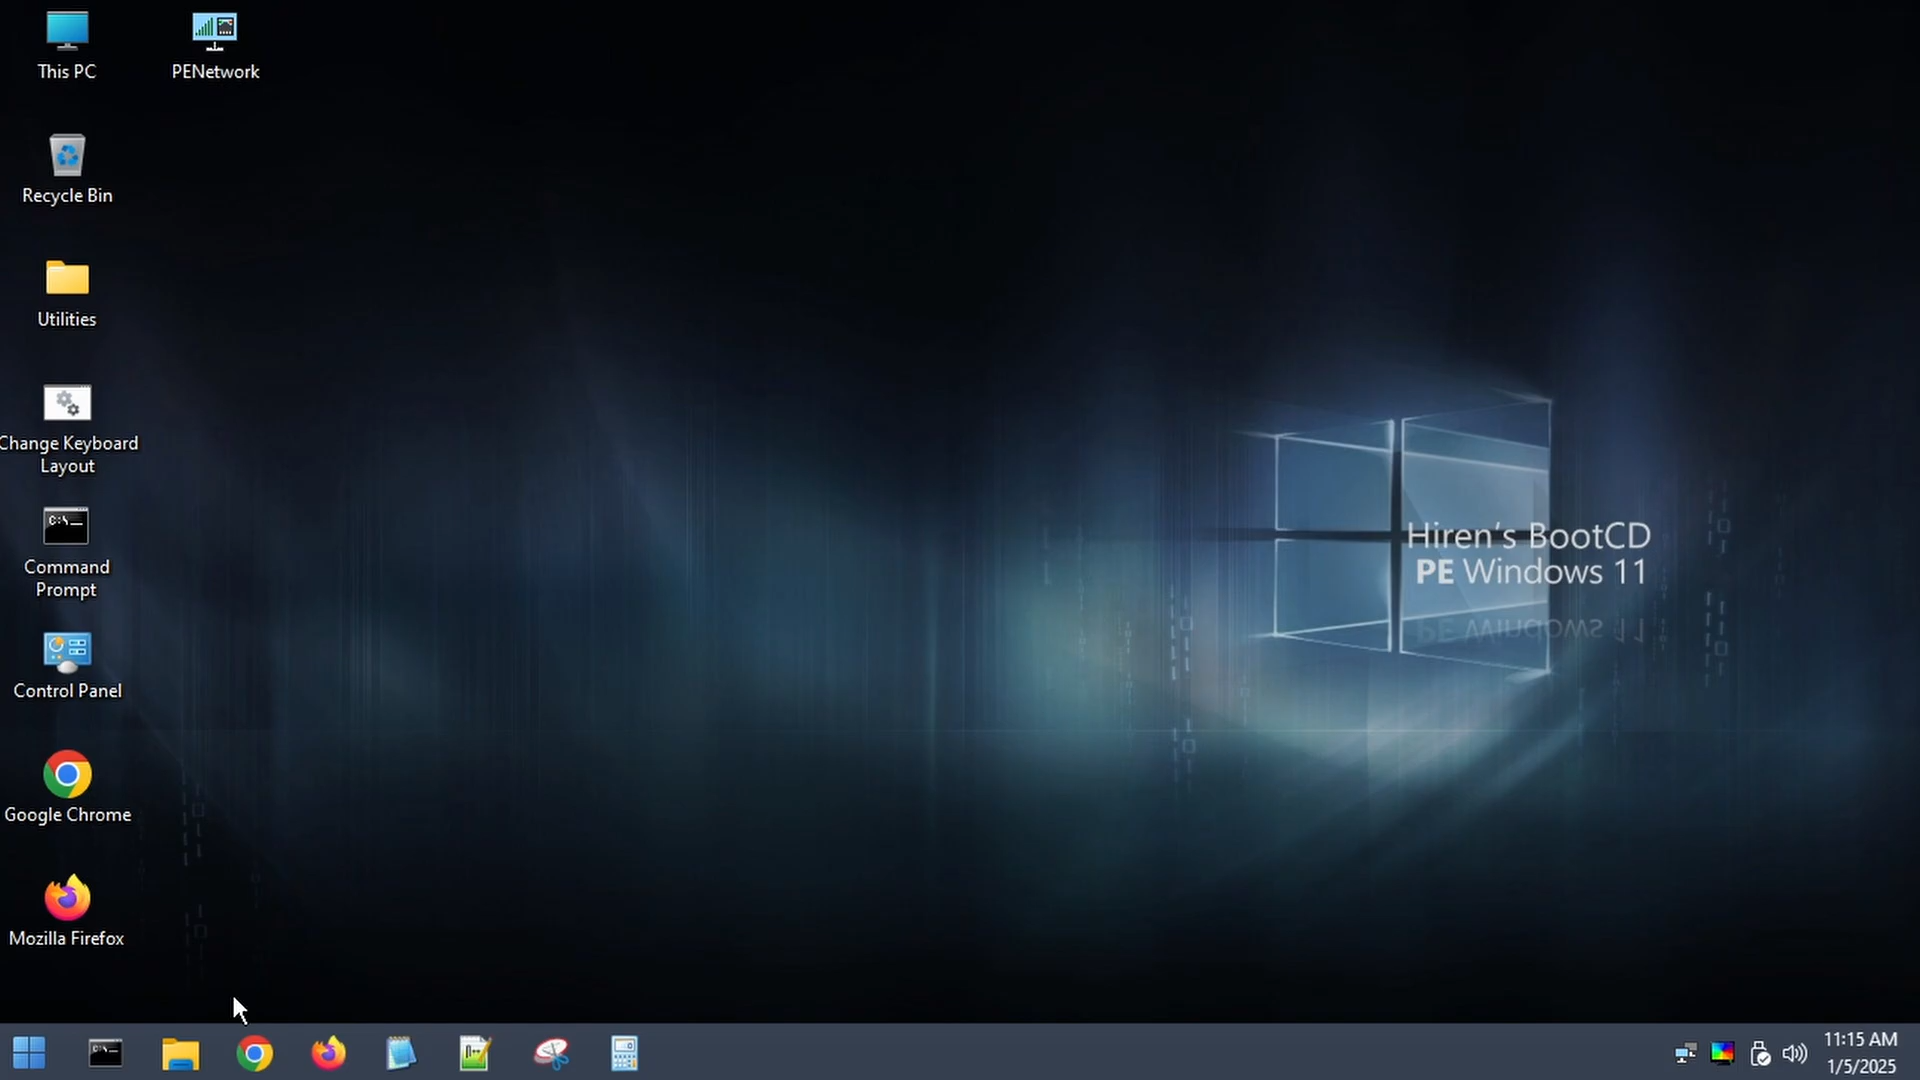 This PC
PENetwork
Recycle Bin
Utilities
Change Keyboard
Layout
Command
Prompt
Control Panel
Google Chrome
Mozilla Firefox
Hiren's BootCD
PE Windows 11
11:15 AM
1/5/2025